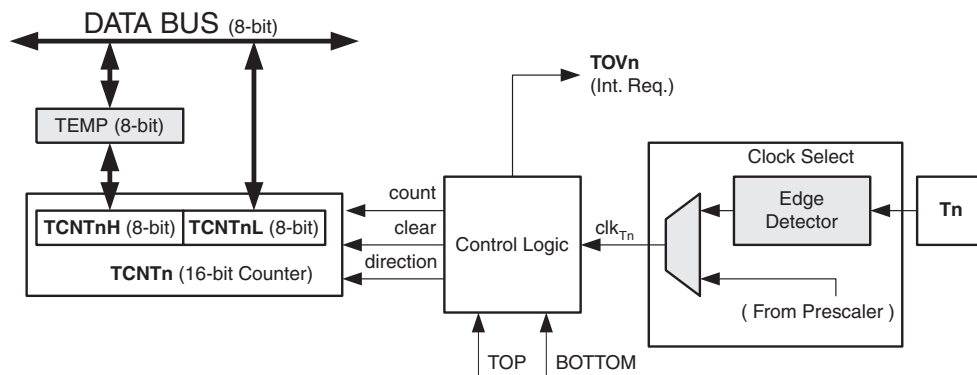 DATA BUS (8-bit)
TOVn
(Int. Req.)
TEMP (8-bit)
Clock Select
count
Edge
Detector
Tn
TCNTnH (8-bit)
TCNTnL (8-bit)
clear
Control Logic
clkTn
TCNTn (16-bit Counter)
direction
( From Prescaler )
TOP
BOTTOM